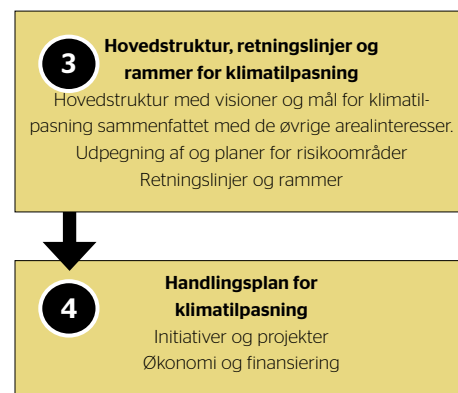 3
Hovedstruktur, retningslinjer og
rammer for klimatilpasning
Hovedstruktur med visioner og mål for klimatil-
pasning sammenfattet med de øvrige arealinteresser.
Udpegning af og planer for risikoområder
Retningslinjer og rammer
4
Handlingsplan for
klimatilpasning
Initiativer og projekter
Økonomi og finansiering